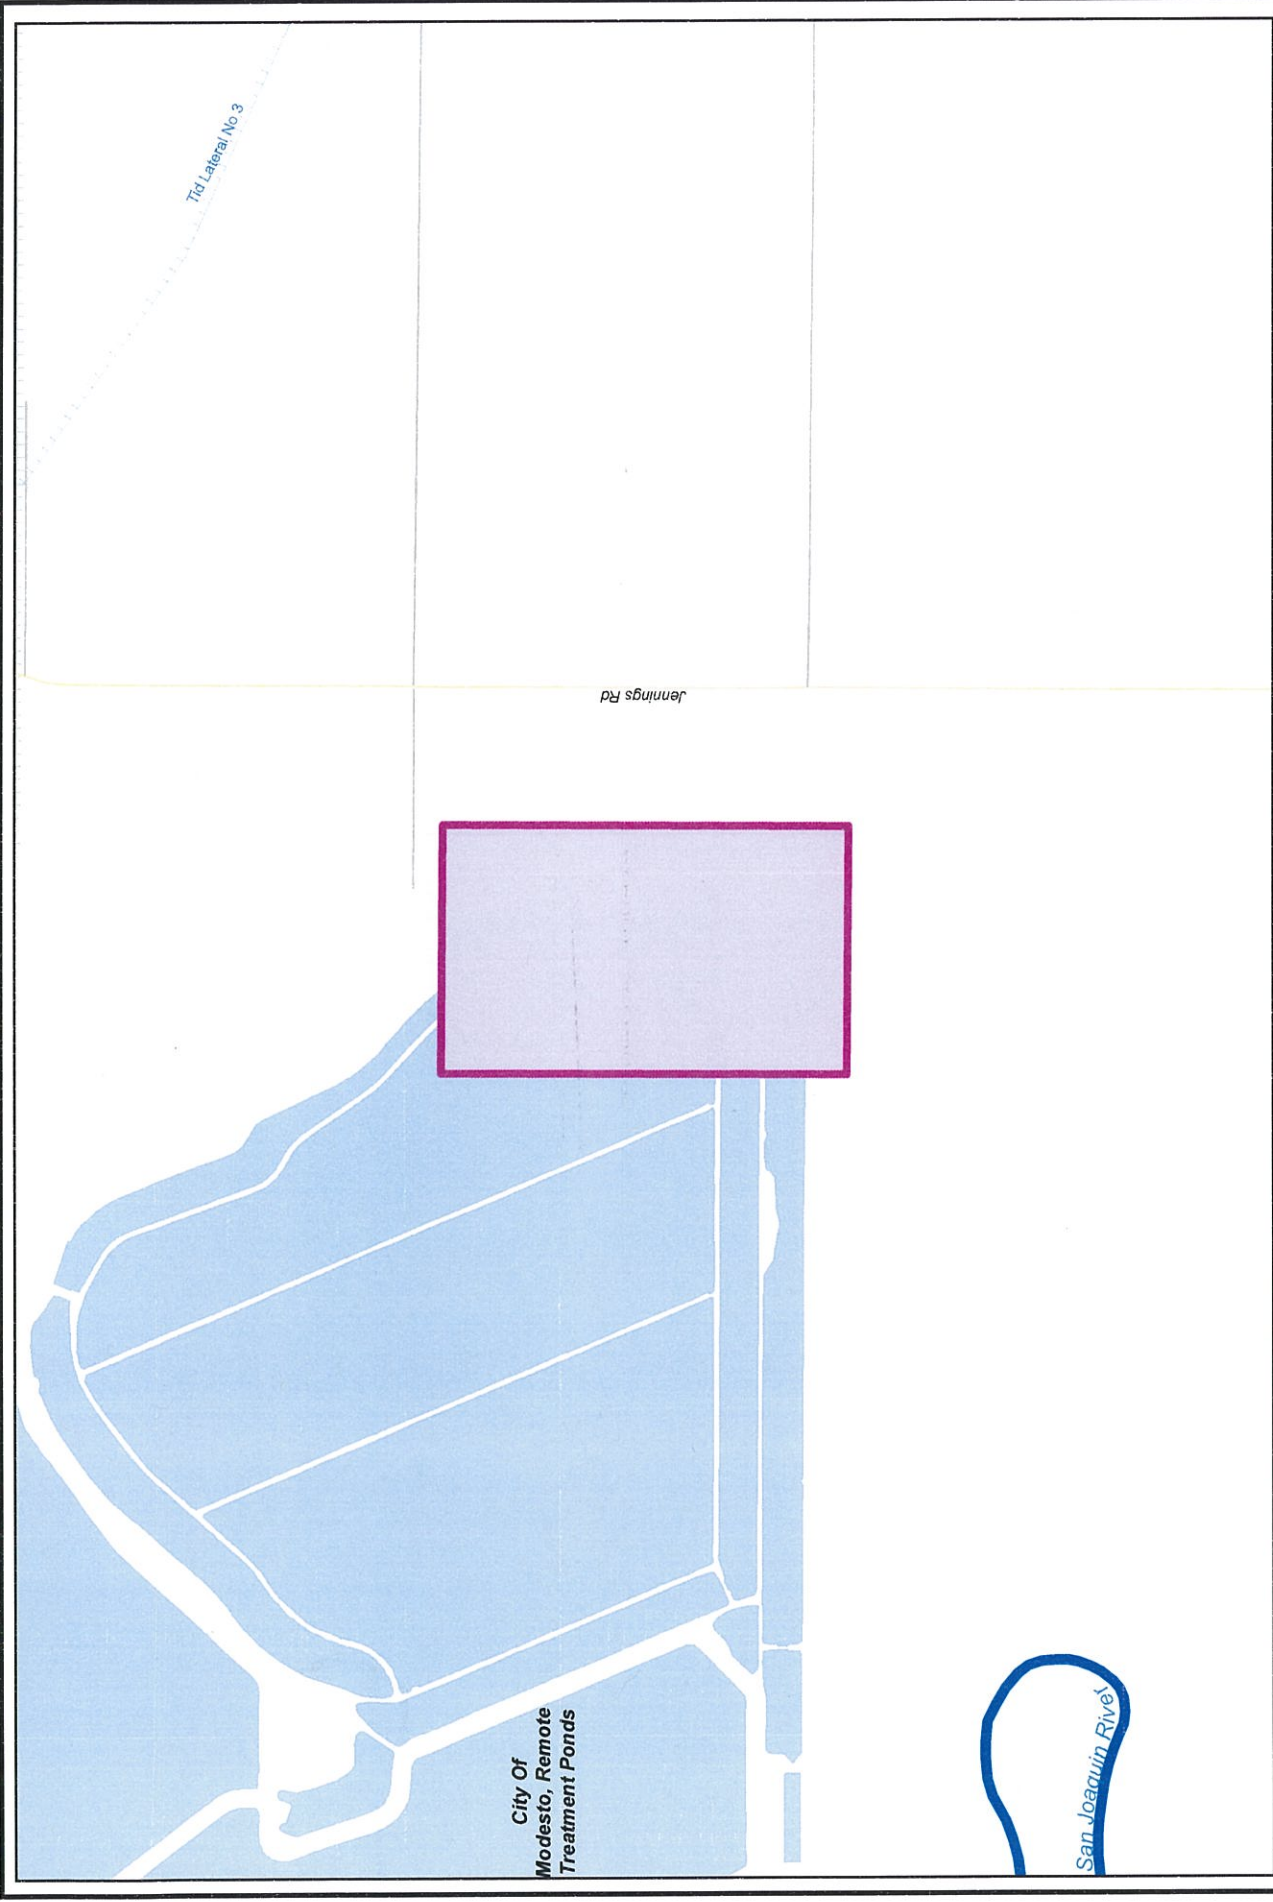 Tid Lateral No 3
Jennings Rd
City Of
Modesto, Remote
Treatment Ponds
San Joaquin River